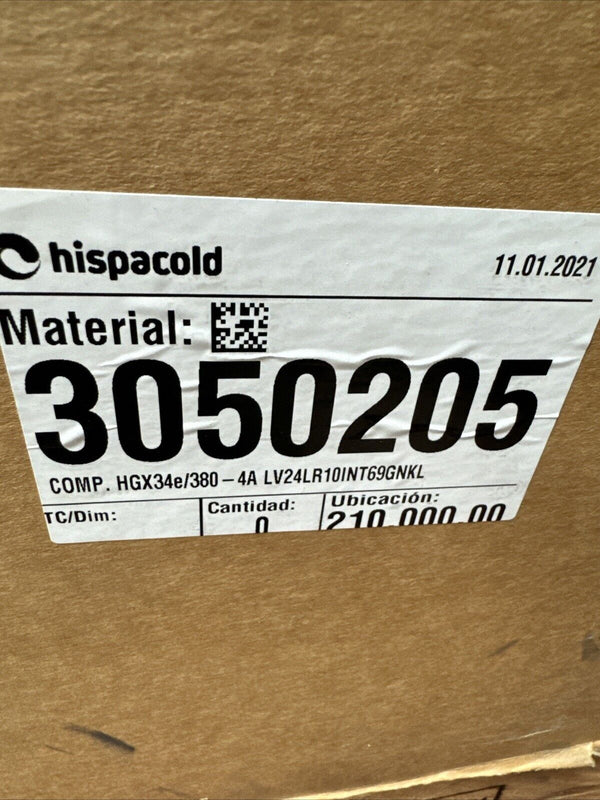 hispacold 11.01.2021
Material:
3050205
COMP. HGX34e/380-4A LV24LR10INT69GNKL
TC/Dim: Cantidad: Ubicación:
0 210.000.00